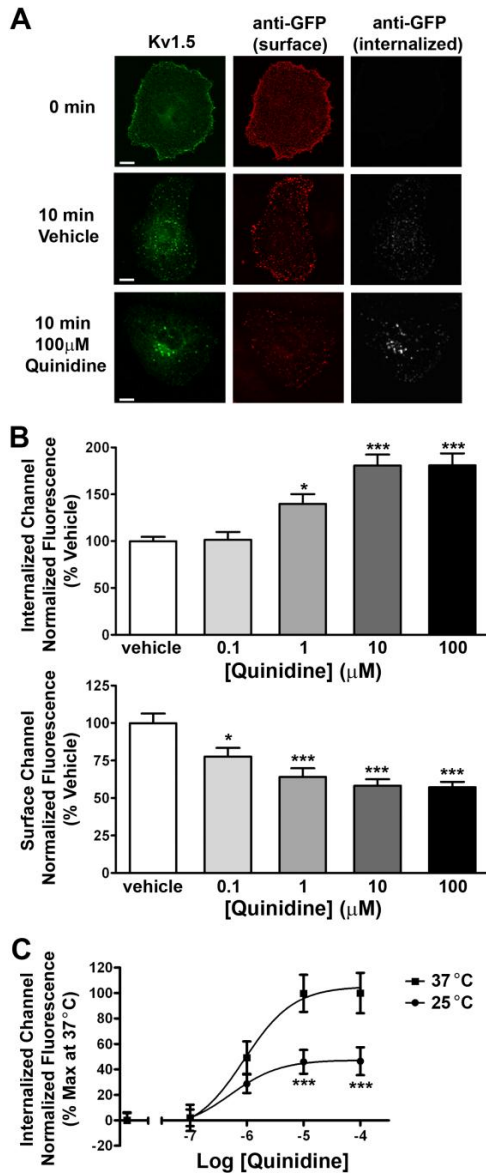 A
Kv1.5
anti-GFP
(surface)
anti-GFP
(internalized)
0 min
10 min
Vehicle
10 min
100μM
Quinidine
B
Internalized Channel
Normalized Fluorescence
(% Vehicle)
200
150
100
50
0
*
***
***
vehicle 0.1 1 10 100
[Quinidine] (μM)
Surface Channel
Normalized Fluorescence
(% Vehicle)
125
100
75
50
25
0
*
***
***
***
vehicle 0.1 1 10 100
[Quinidine] (μM)
C
Internalized Channel
Normalized Fluorescence
(% Max at 37°C)
120
100
80
60
40
20
0
-20
37 °C
25 °C
***
***
-7 -6 -5 -4
Log [Quinidine]